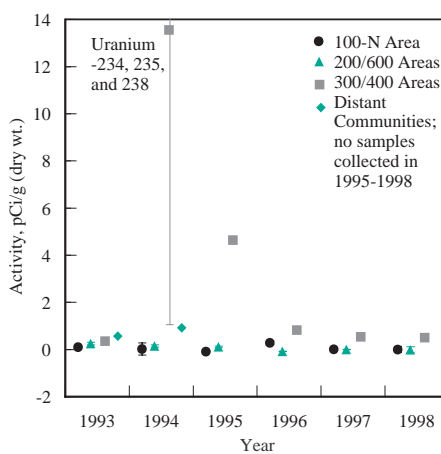 14
12
10
8
6
4
2
0
-2
Activity, pCi/g (dry wt.)
Uranium
-234, 235,
and 238
100-N Area
200/600 Areas
300/400 Areas
Distant
Communities;
no samples
collected in
1995-1998
1993 1994 1995 1996 1997 1998
Year